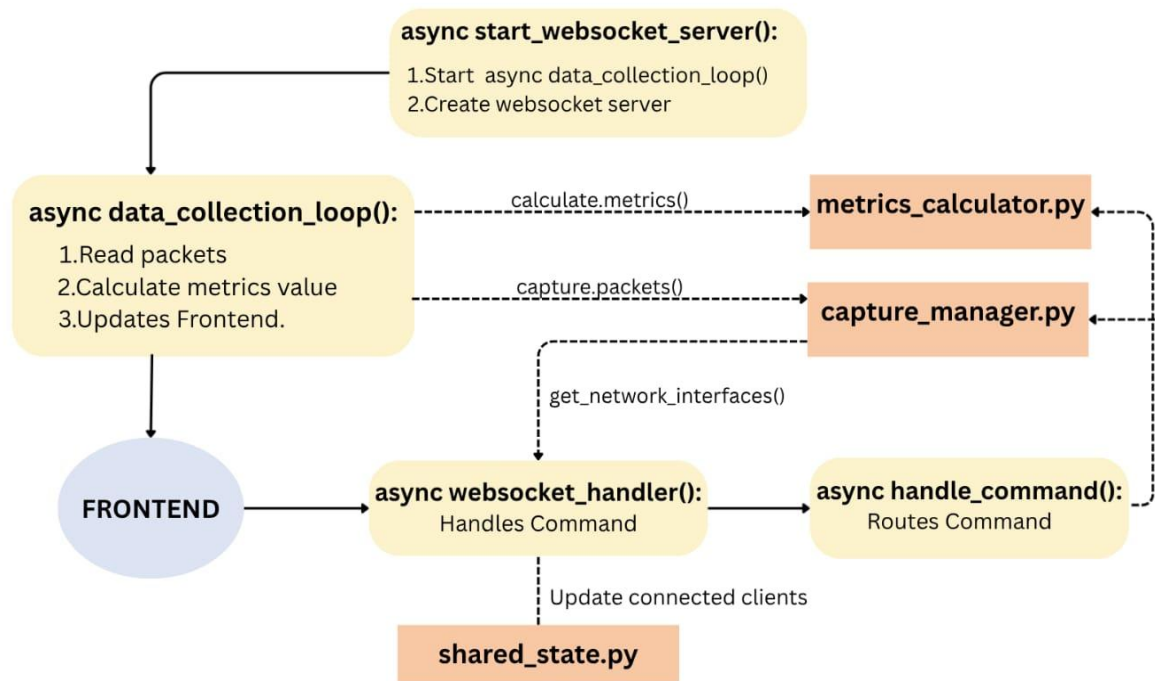 async start_websocket_server():
1.Start async data_collection_loop()
2.Create websocket server
async data_collection_loop():
1.Read packets
2.Calculate metrics value
3.Updates Frontend.
calculate.metrics()
metrics_calculator.py
capture.packets()
capture_manager.py
get_network_interfaces()
FRONTEND
async websocket_handler():
Handles Command
async handle_command():
Routes Command
Update connected clients
shared_state.py